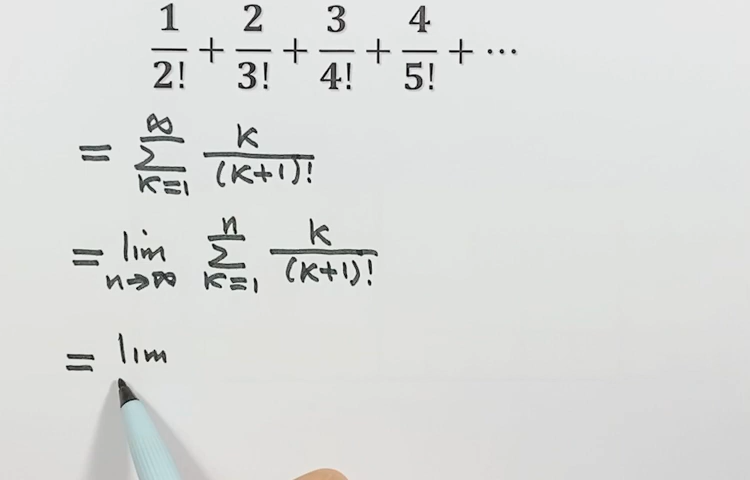 1/2! + 2/3! + 3/4! + 4/5! + ⋯
= ∑_{k=1}^{∞} k/(k+1)!
= lim_{n→∞} ∑_{k=1}^{n} k/(k+1)!
= lim